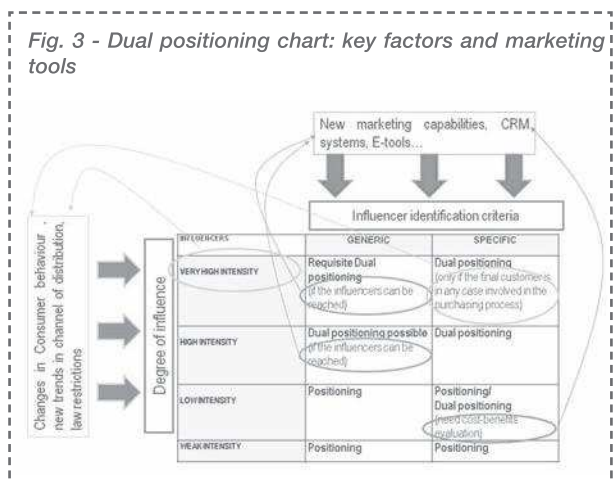 Fig. 3 - Dual positioning chart: key factors and marketing
tools
New marketing capabilities, CRM,
systems, E-tools...
Influencer identification criteria
Changes in Consumer behaviour ,
new trends in channel of distribution,
law restrictions
Degree of influence
INFLUENCERS
GENERIC
SPECIFIC
VERY HIGH INTENSITY
Requisite Dual
positioning
(if the influencers can be
reached)
Dual positioning
(only if the final customer is
in any case involved in the
purchasing process)
HIGH INTENSITY
Dual positioning possible
(if the influencers can be
reached)
Dual positioning
LOW INTENSITY
Positioning
Positioning/
Dual positioning
(need cost-benefits
evaluation)
WEAK INTENSITY
Positioning
Positioning